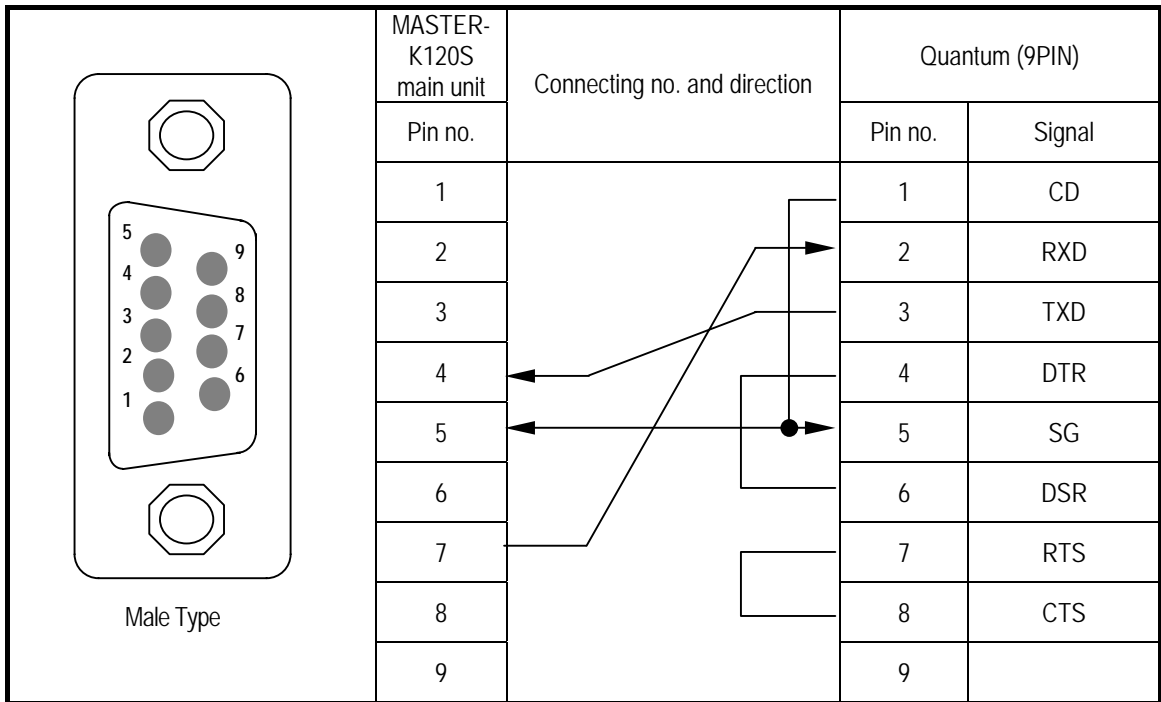 MASTER-
K120S
main unit
Connecting no. and direction
Quantum (9PIN)
Pin no.
Pin no.
Signal
1
1
CD
2
2
RXD
3
3
TXD
4
4
DTR
5
5
SG
6
6
DSR
7
7
RTS
8
8
CTS
9
9
5
9
4
8
3
7
2
6
1
Male Type